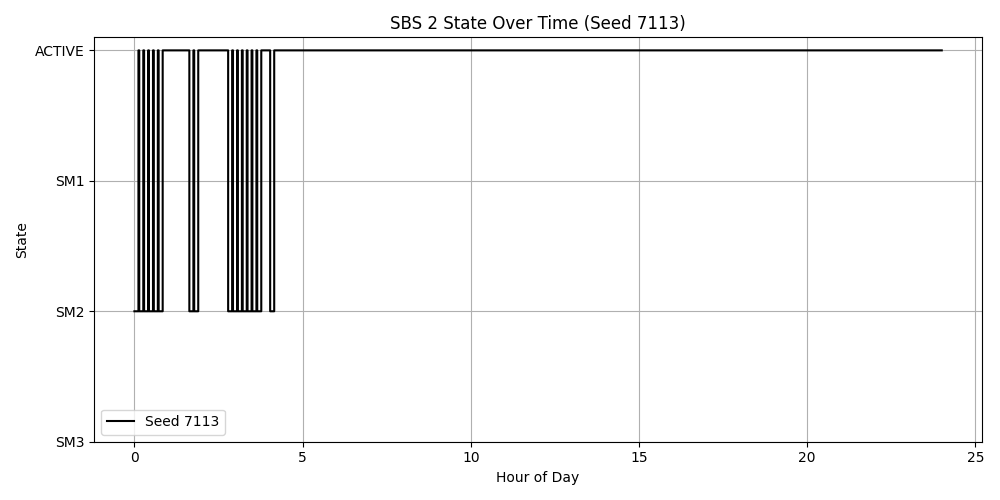 SBS 2 State Over Time (Seed 7113)
ACTIVE
SM1
SM2
SM3
State
Seed 7113
0 5 10 15 20 25
Hour of Day